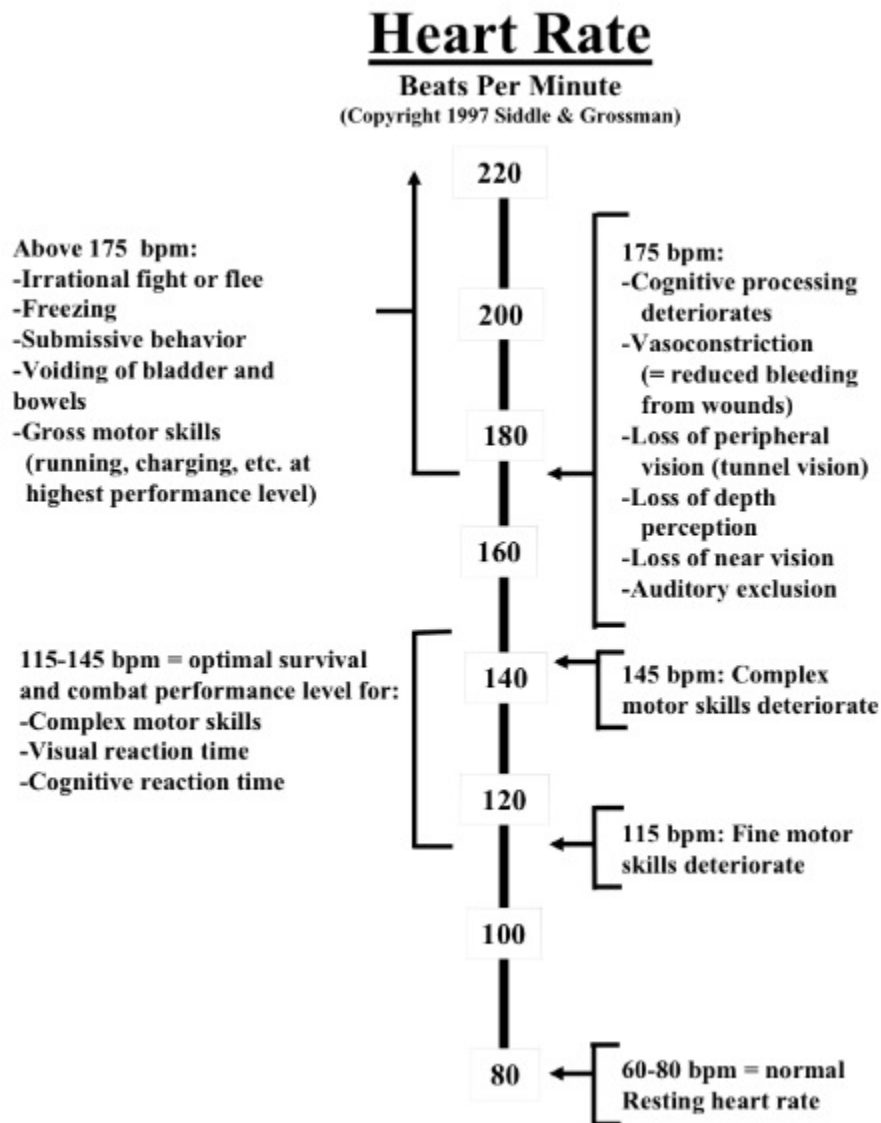 Heart Rate
Beats Per Minute
(Copyright 1997 Siddle & Grossman)
220
200
180
160
140
120
100
80
Above 175 bpm:
-Irrational fight or flee
-Freezing
-Submissive behavior
-Voiding of bladder and
bowels
-Gross motor skills
(running, charging, etc. at
highest performance level)
175 bpm:
-Cognitive processing
deteriorates
-Vasoconstriction
(= reduced bleeding
from wounds)
-Loss of peripheral
vision (tunnel vision)
-Loss of depth
perception
-Loss of near vision
-Auditory exclusion
115-145 bpm = optimal survival
and combat performance level for:
-Complex motor skills
-Visual reaction time
-Cognitive reaction time
145 bpm: Complex
motor skills deteriorate
115 bpm: Fine motor
skills deteriorate
60-80 bpm = normal
Resting heart rate